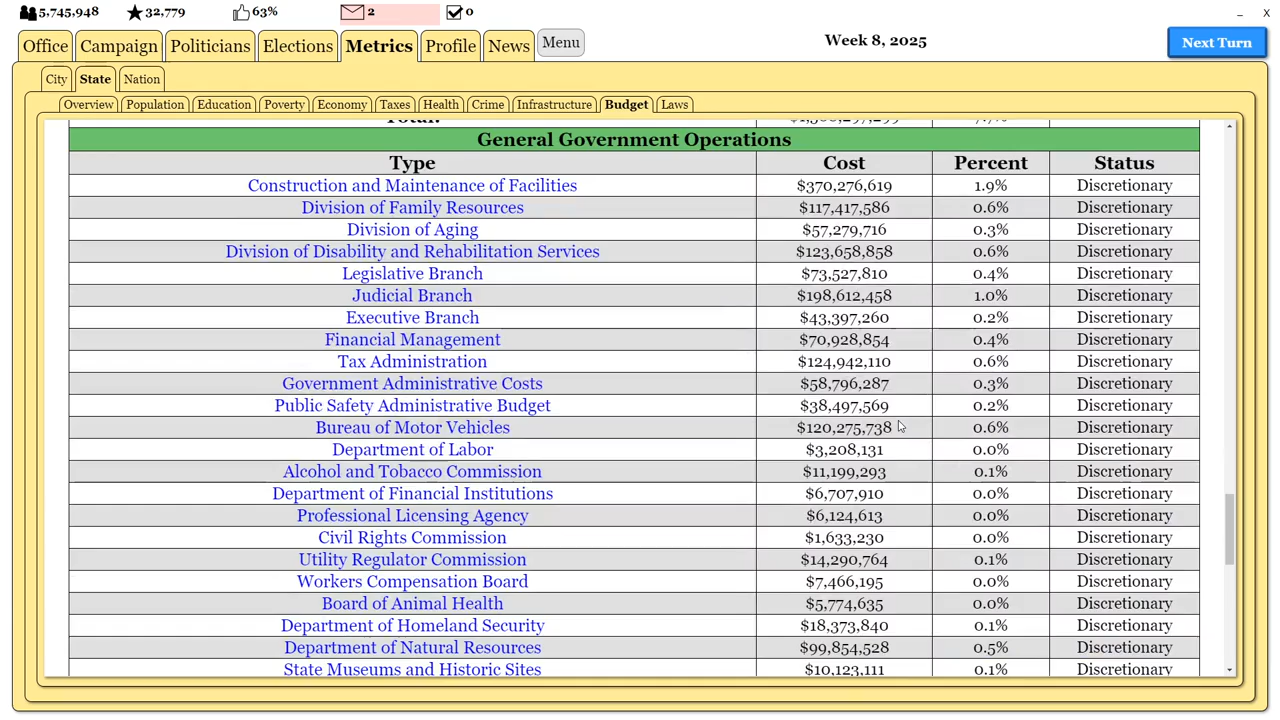 5,745,948 32,779 63% 2 0
_ X
Office Campaign Politicians Elections Metrics Profile News Menu Week 8, 2025 Next Turn
City State Nation
Overview Population Education Poverty Economy Taxes Health Crime Infrastructure Budget Laws
General Government Operations
Type Cost Percent Status
Construction and Maintenance of Facilities $370,276,619 1.9% Discretionary
Division of Family Resources $117,417,586 0.6% Discretionary
Division of Aging $57,279,716 0.3% Discretionary
Division of Disability and Rehabilitation Services $123,658,858 0.6% Discretionary
Legislative Branch $73,527,810 0.4% Discretionary
Judicial Branch $198,612,458 1.0% Discretionary
Executive Branch $43,397,260 0.2% Discretionary
Financial Management $70,928,854 0.4% Discretionary
Tax Administration $124,942,110 0.6% Discretionary
Government Administrative Costs $58,796,287 0.3% Discretionary
Public Safety Administrative Budget $38,497,569 0.2% Discretionary
Bureau of Motor Vehicles $120,275,738 0.6% Discretionary
Department of Labor $3,208,131 0.0% Discretionary
Alcohol and Tobacco Commission $11,199,293 0.1% Discretionary
Department of Financial Institutions $6,707,910 0.0% Discretionary
Professional Licensing Agency $6,124,613 0.0% Discretionary
Civil Rights Commission $1,633,230 0.0% Discretionary
Utility Regulator Commission $14,290,764 0.1% Discretionary
Workers Compensation Board $7,466,195 0.0% Discretionary
Board of Animal Health $5,774,635 0.0% Discretionary
Department of Homeland Security $18,373,840 0.1% Discretionary
Department of Natural Resources $99,854,528 0.5% Discretionary
State Museums and Historic Sites $10,123,111 0.1% Discretionary